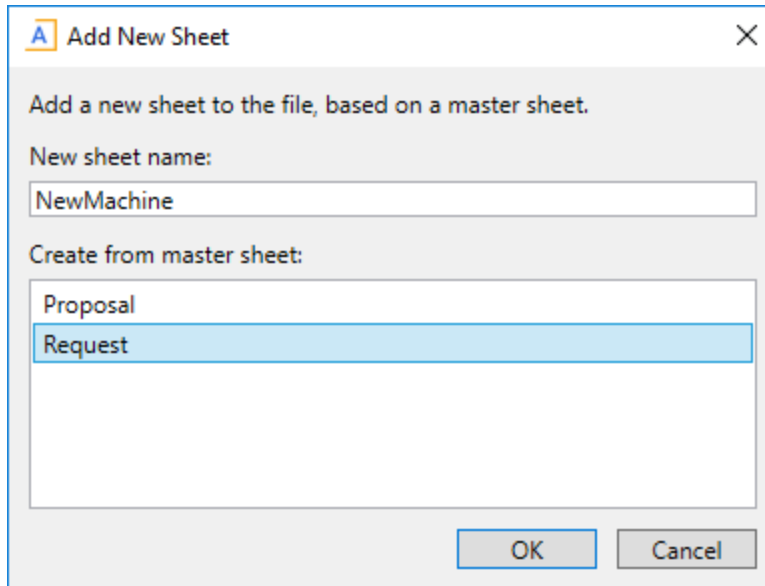 A Add New Sheet
Add a new sheet to the file, based on a master sheet.
New sheet name:
NewMachine
Create from master sheet:
Proposal
Request
OK Cancel